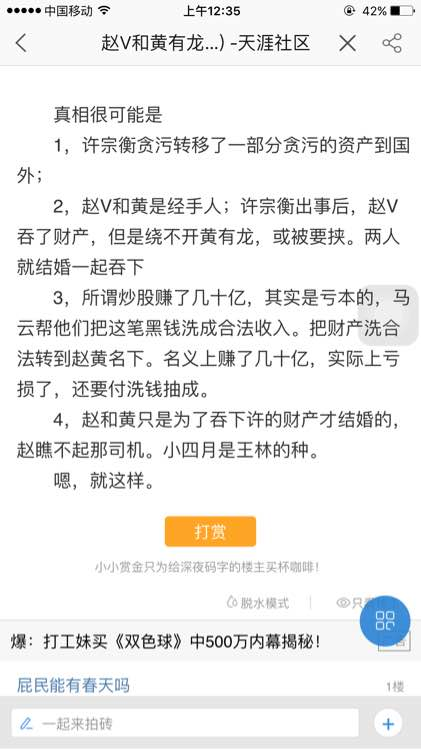 中国移动 上午12:35 42%
赵V和黄有龙...) -天涯社区
真相很可能是
1，许宗衡贪污转移了一部分贪污的资产到国
外；
2，赵V和黄是经手人；许宗衡出事后，赵V
吞了财产，但是绕不开黄有龙，或被要挟。两人
就结婚一起吞下
3，所谓炒股赚了几十亿，其实是亏本的，马
云帮他们把这笔黑钱洗成合法收入。把财产洗合
法转到赵黄名下。名义上赚了几十亿，实际上亏
损了，还要付洗钱抽成。
4，赵和黄只是为了吞下许的财产才结婚的，
赵瞧不起那司机。小四月是王林的种。
嗯，就这样。
打赏
小小赏金只为给深夜码字的楼主买杯咖啡！
脱水模式 只看
爆：打工妹买《双色球》中500万内幕揭秘！
屁民能有春天吗 1楼
一起来拍砖